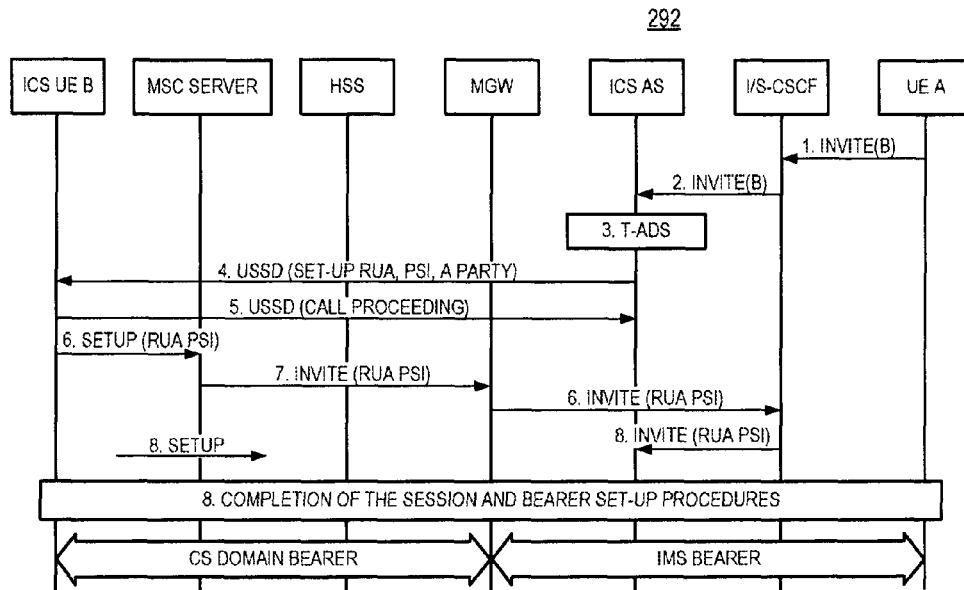 292
ICS UE B
MSC SERVER
HSS
MGW
ICS AS
I/S-CSCF
UE A
1. INVITE(B)
2. INVITE(B)
3. T-ADS
4. USSD (SET-UP RUA, PSI, A PARTY)
5. USSD (CALL PROCEEDING)
6. SETUP (RUA PSI)
7. INVITE (RUA PSI)
6. INVITE (RUA PSI)
8. INVITE (RUA PSI)
8. SETUP
8. COMPLETION OF THE SESSION AND BEARER SET-UP PROCEDURES
CS DOMAIN BEARER
IMS BEARER